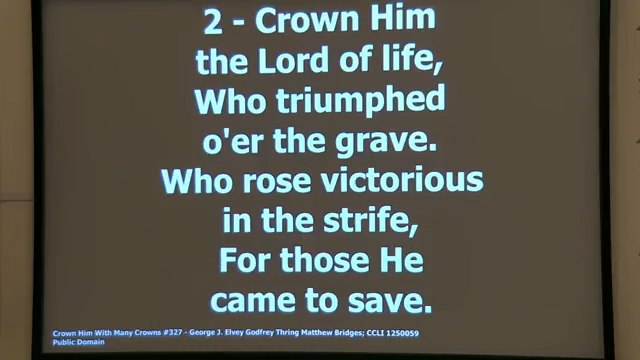 2 - Crown Him
the Lord of life,
Who triumphed
o'er the grave.
Who rose victorious
in the strife,
For those He
came to save.
Crown Him With Many Crowns #327 - George J. Elvey Godfrey Thring Matthew Bridges; CCLI 1250059
Public Domain